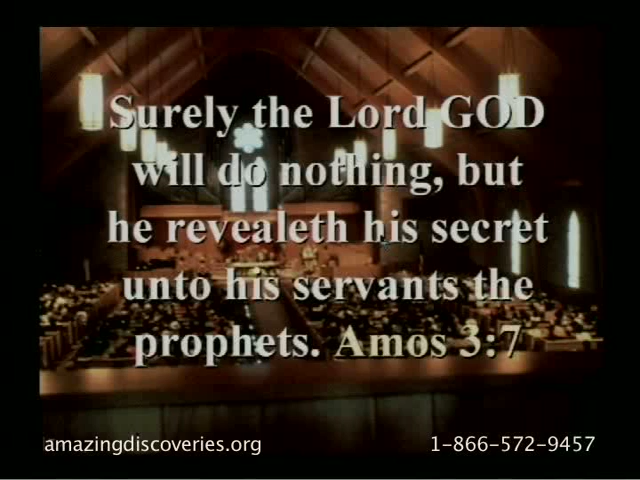 Surely the Lord GOD
will do nothing, but
he revealeth his secret
unto his servants the
prophets. Amos 3:7
amazingdiscoveries.org 1-866-572-9457